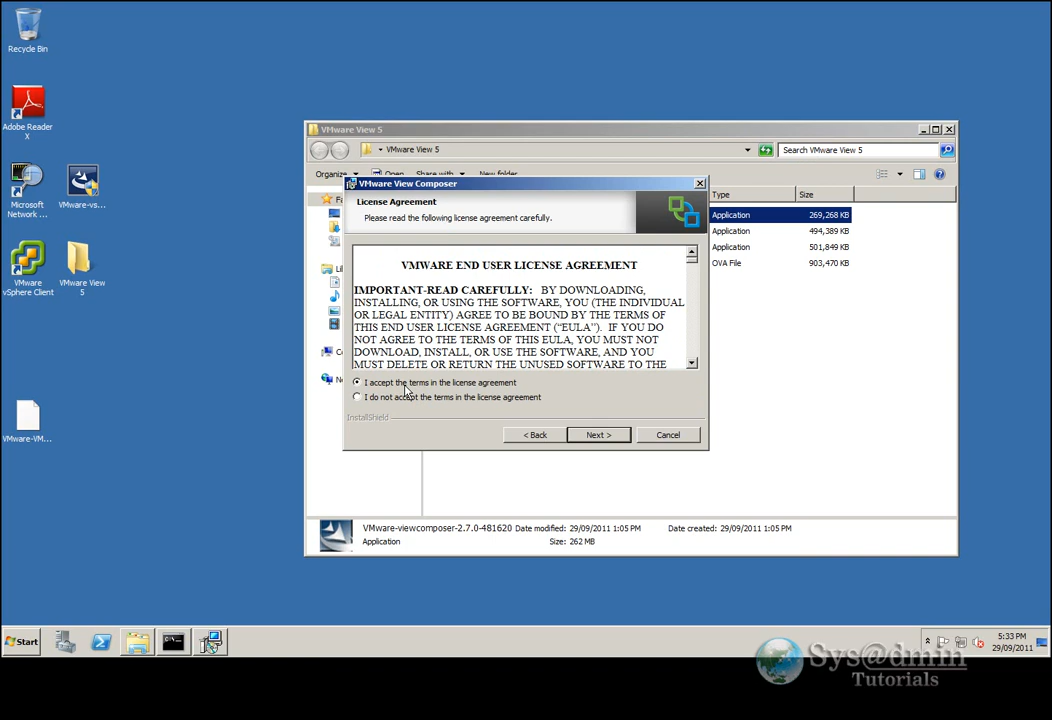 Recycle Bin
Adobe Reader
X
Microsoft
Network ...
VMware-vs...
VMware
vSphere Client
VMware View
5
VMware-VM...
VMware View 5
VMware View 5
Search VMware View 5
Organize
Open
Share with
New folder
Type
Size
Application
269,268 KB
Application
494,389 KB
Application
501,849 KB
OVA File
903,470 KB
VMware View Composer
License Agreement
Please read the following license agreement carefully.
VMWARE END USER LICENSE AGREEMENT
IMPORTANT-READ CAREFULLY: BY DOWNLOADING,
INSTALLING, OR USING THE SOFTWARE, YOU (THE INDIVIDUAL
OR LEGAL ENTITY) AGREE TO BE BOUND BY THE TERMS OF
THIS END USER LICENSE AGREEMENT (“EULA”). IF YOU DO
NOT AGREE TO THE TERMS OF THIS EULA, YOU MUST NOT
DOWNLOAD, INSTALL, OR USE THE SOFTWARE, AND YOU
MUST DELETE OR RETURN THE UNUSED SOFTWARE TO THE
I accept the terms in the license agreement
I do not accept the terms in the license agreement
InstallShield
< Back
Next >
Cancel
VMware-viewcomposer-2.7.0-481620 Date modified: 29/09/2011 1:05 PM
Date created: 29/09/2011 1:05 PM
Application
Size: 262 MB
Start
5:33 PM
29/09/2011
Sys@dmin
Tutorials